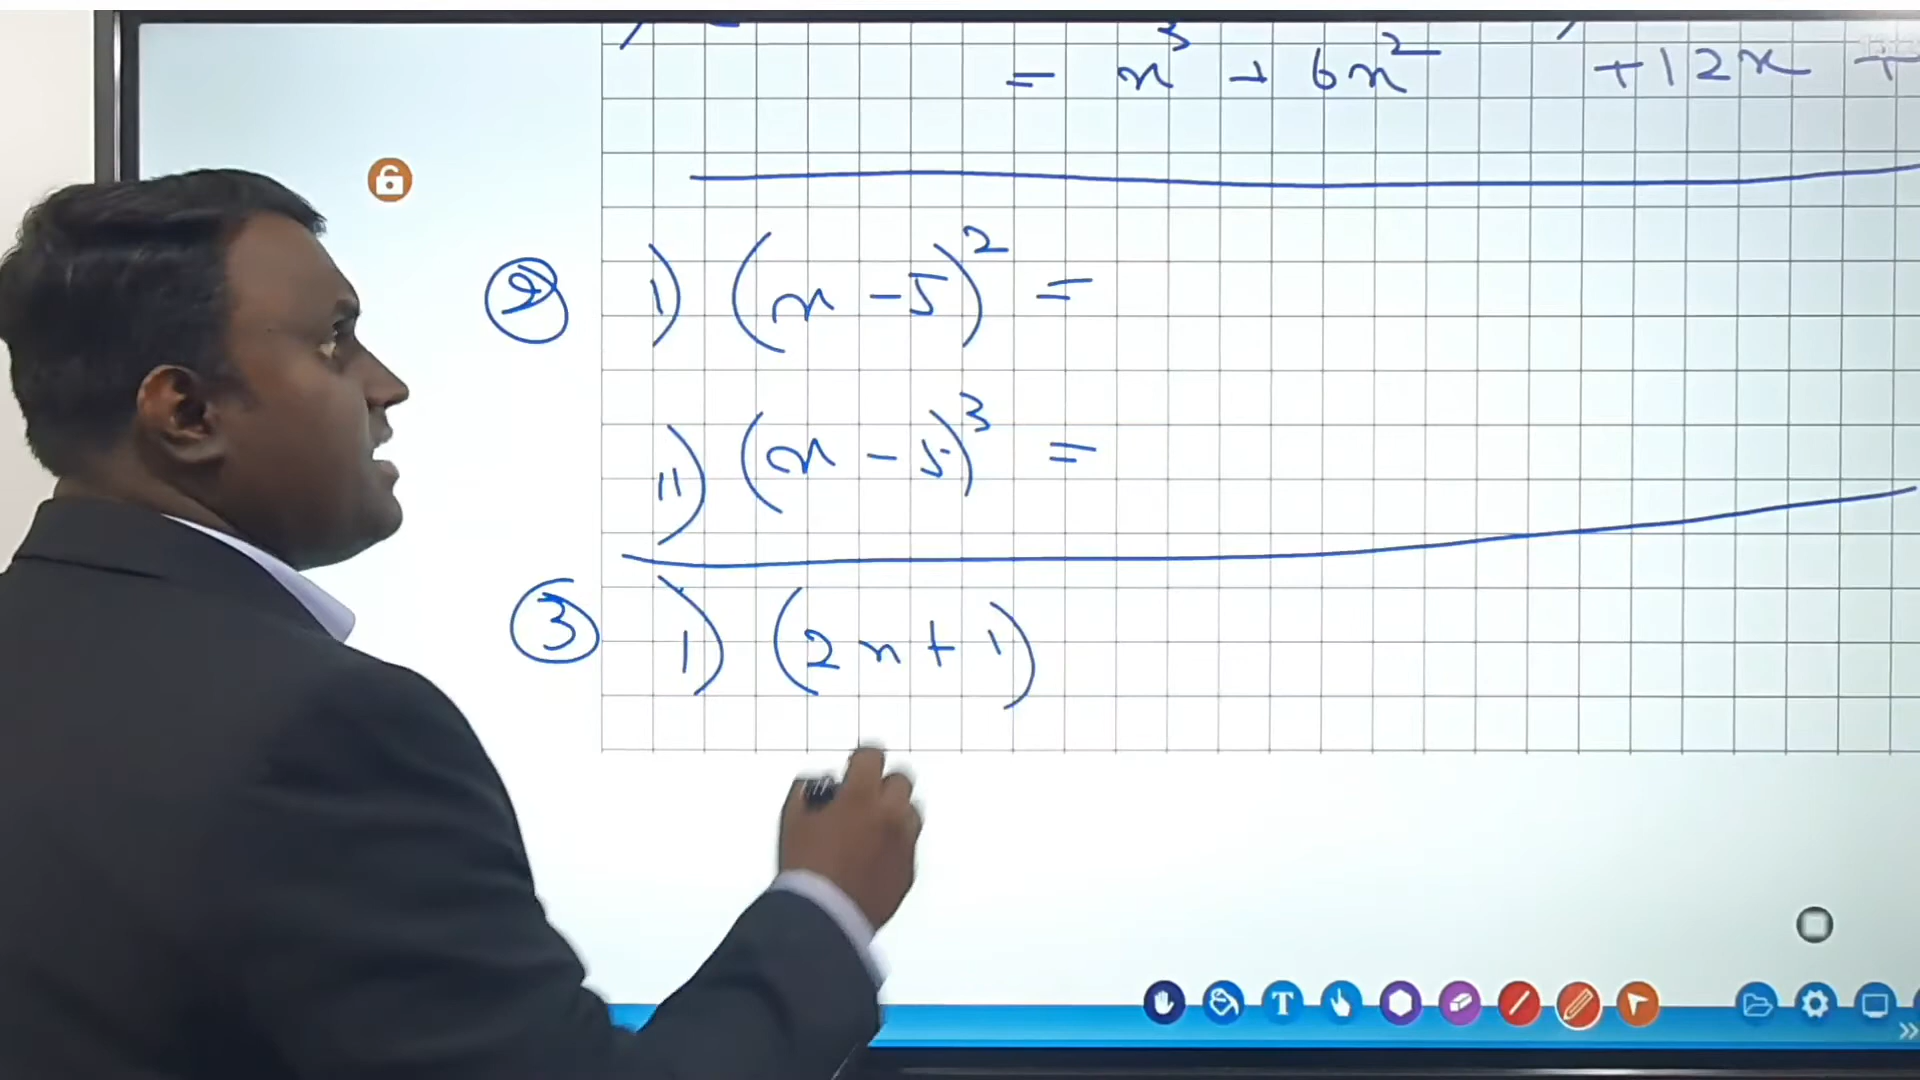 = x³ + 6x² + 12x +
② i) (x - 5)² =
ii) (x - 5)³ =
③ i) (2x + 1)
T